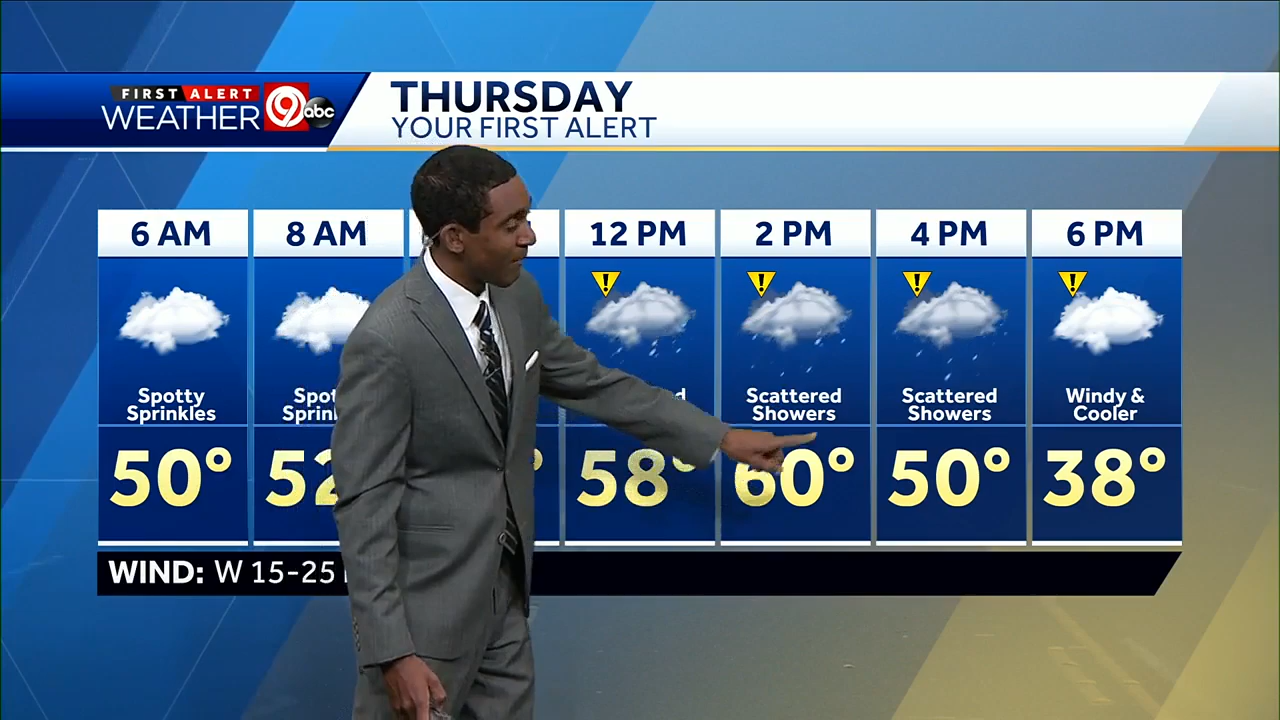 FIRST ALERT
WEATHER 9 abc
THURSDAY
YOUR FIRST ALERT
6 AM
8 AM
12 PM
2 PM
4 PM
6 PM
Spotty
Sprinkles
Scattered
Showers
Scattered
Showers
Windy &
Cooler
50°
52
58°
60°
50°
38°
WIND: W 15-25